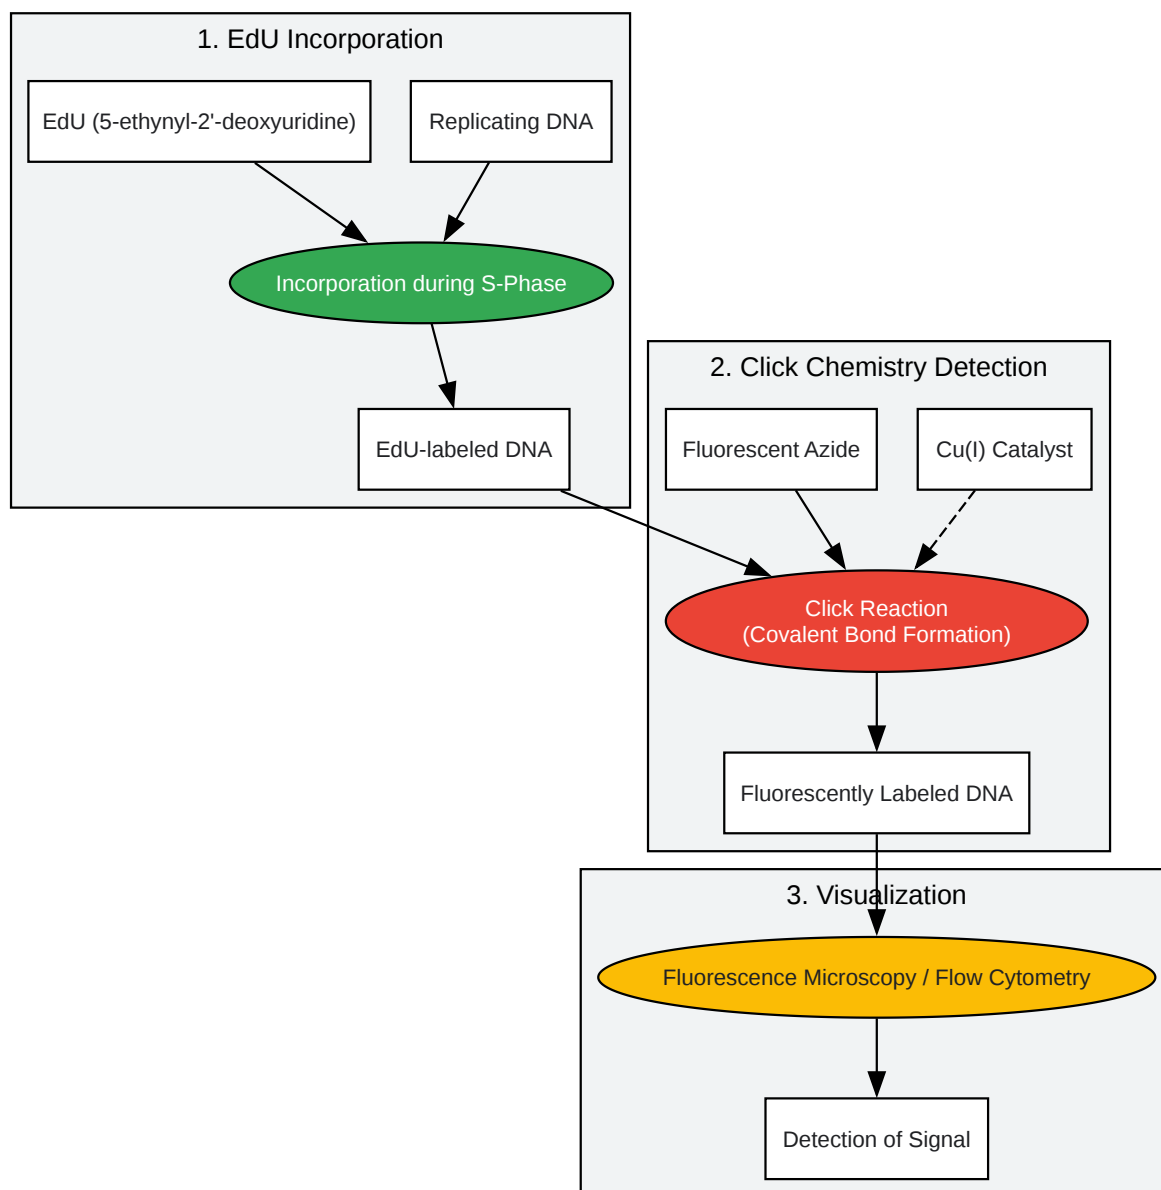 1. EdU Incorporation
EdU (5-ethynyl-2'-deoxyuridine)
Replicating DNA
Incorporation during S-Phase
EdU-labeled DNA
2. Click Chemistry Detection
Fluorescent Azide
Cu(I) Catalyst
Click Reaction
(Covalent Bond Formation)
Fluorescently Labeled DNA
3. Visualization
Fluorescence Microscopy / Flow Cytometry
Detection of Signal